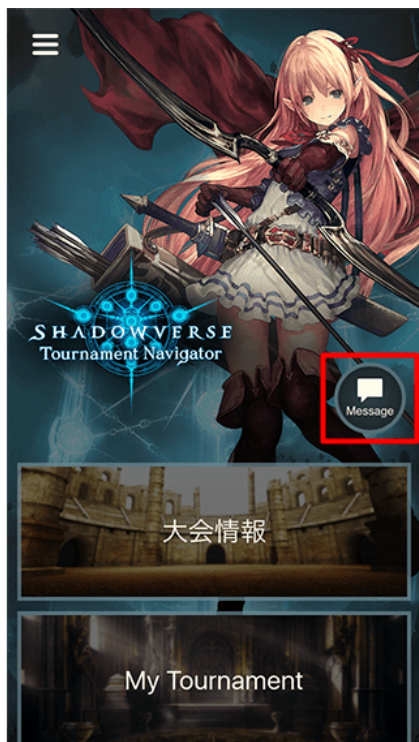 SHADOWVERSE
Tournament Navigator
Message
大会情報
My Tournament